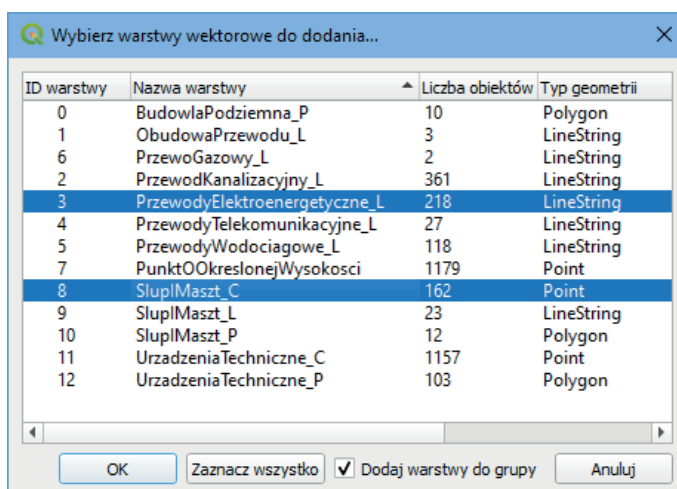 Wybierz warstwy wektorowe do dodania...
ID warstwy Nazwa warstwy Liczba obiektów Typ geometrii
0 BudowlaPodziemna_P 10 Polygon
1 ObudowaPrzewodu_L 3 LineString
6 PrzewoGazowy_L 2 LineString
2 PrzewodKanalizacyjny_L 361 LineString
3 PrzewodyElektroenergetyczne_L 218 LineString
4 PrzewodyTelekomunikacyjne_L 27 LineString
5 PrzewodyWodociagowe_L 118 LineString
7 PunktOOkreslonejWysokosci 1179 Point
8 SlupIMaszt_C 162 Point
9 SlupIMaszt_L 23 LineString
10 SlupIMaszt_P 12 Polygon
11 UrzadzeniaTechniczne_C 1157 Point
12 UrzadzeniaTechniczne_P 103 Polygon
OK Zaznacz wszystko Dodaj warstwy do grupy Anuluj